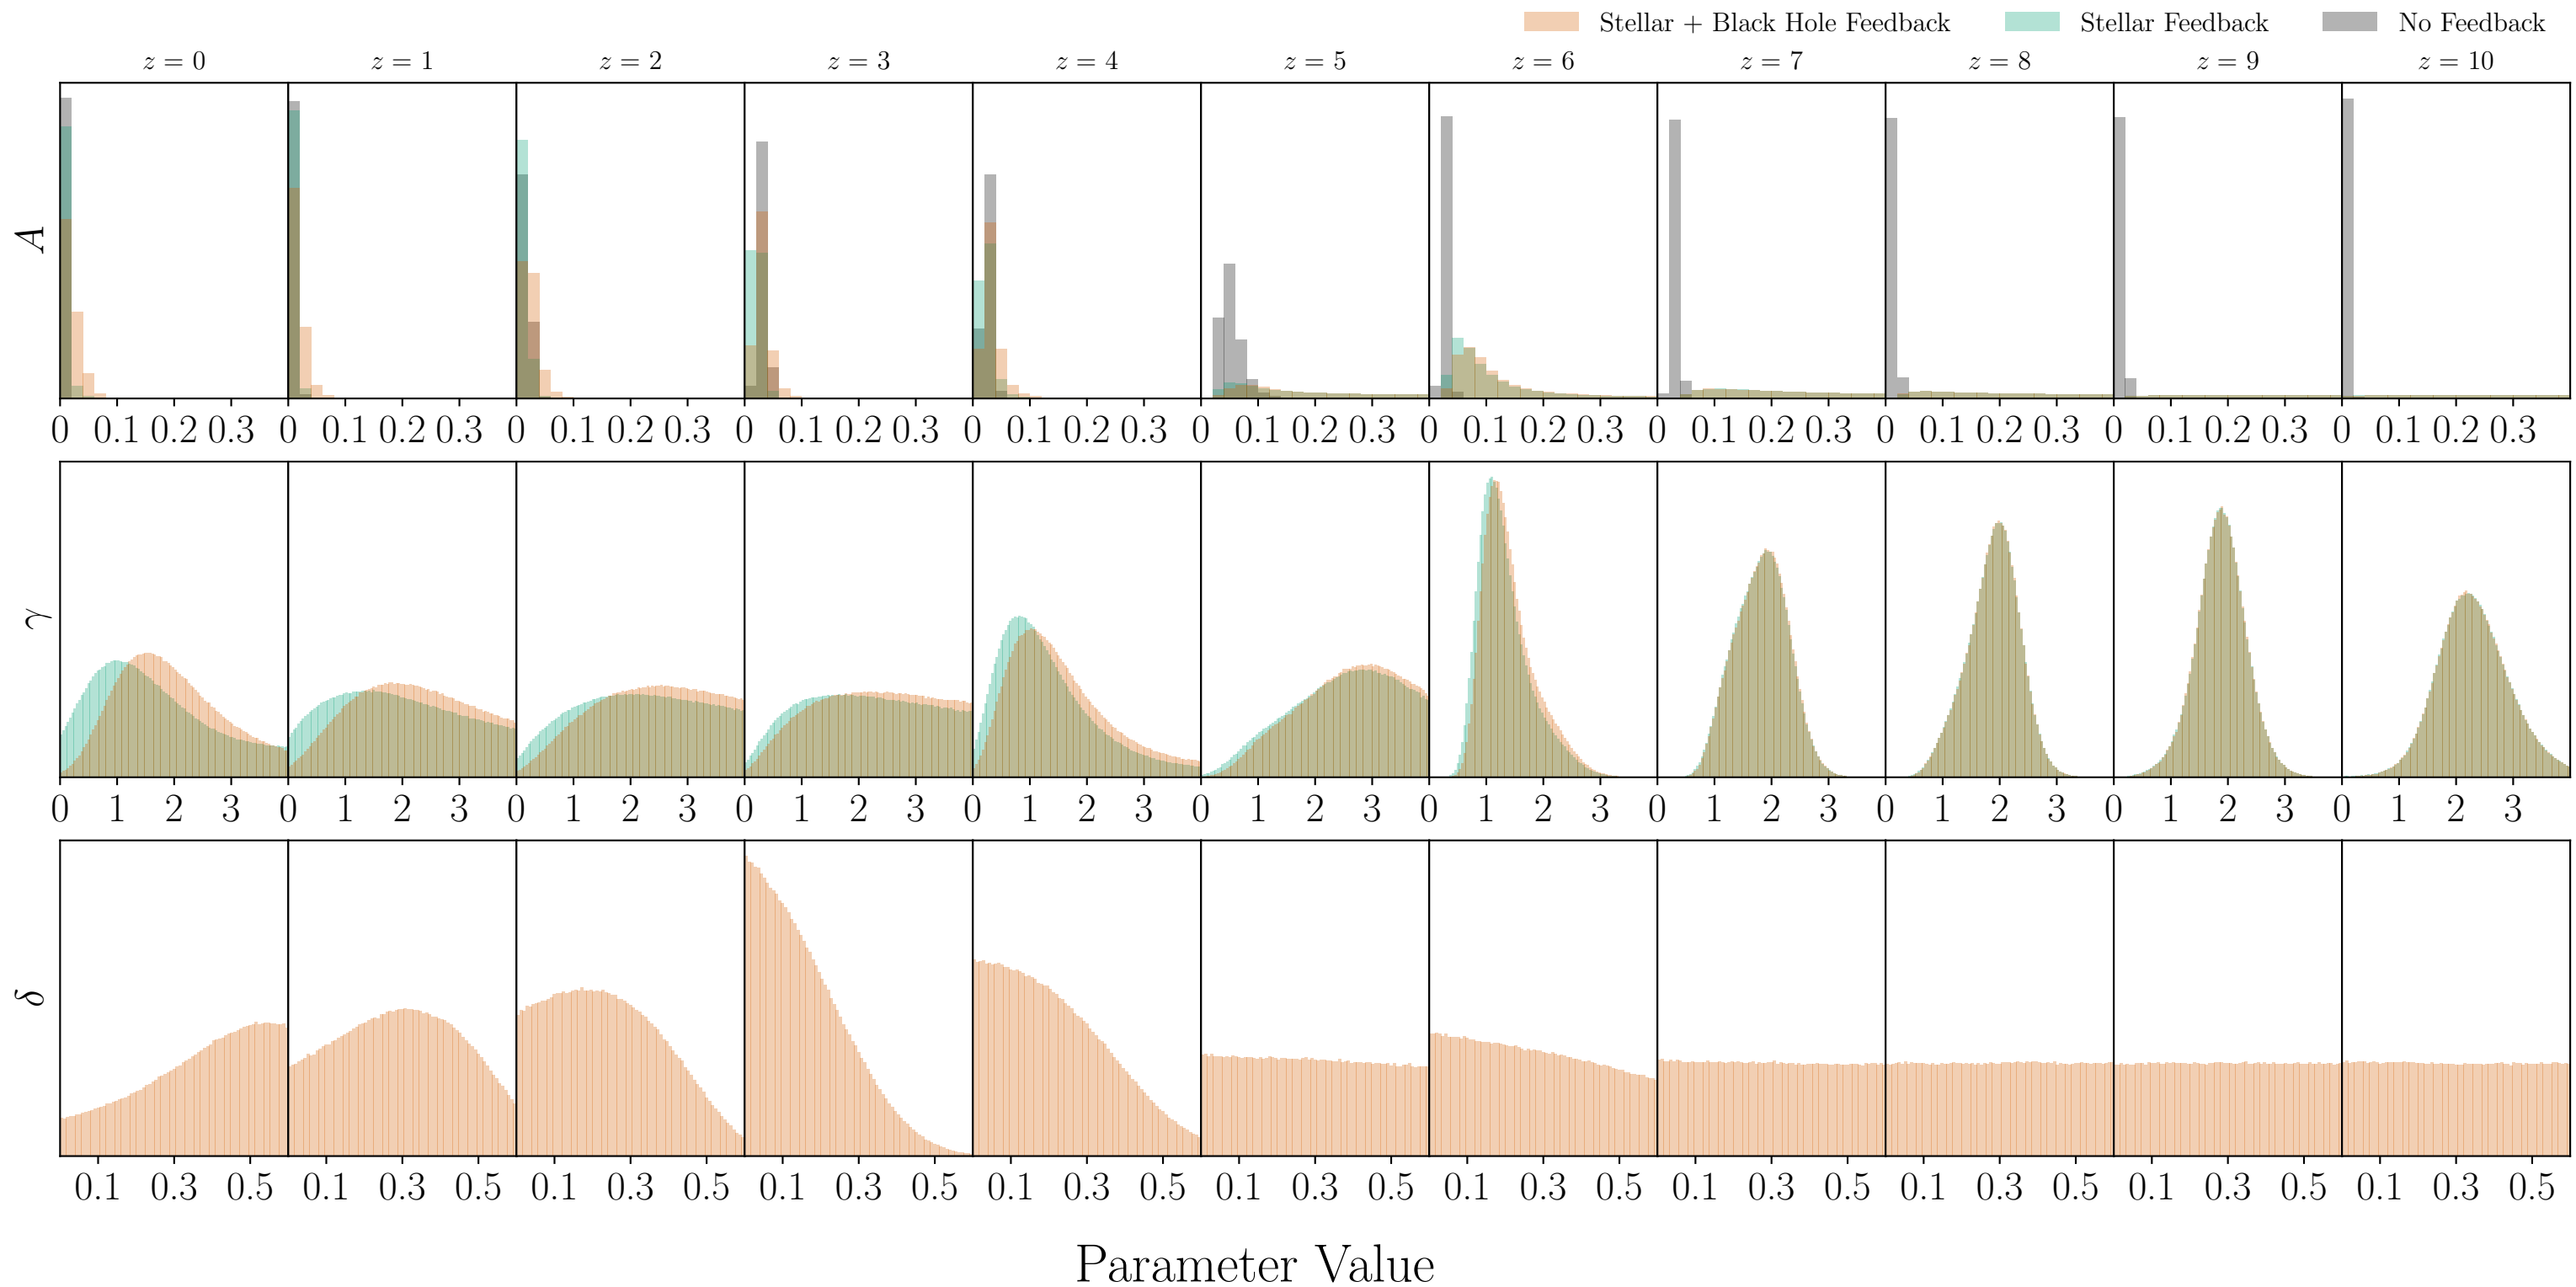 Stellar + Black Hole Feedback Stellar Feedback No Feedback
z = 0 z = 1 z = 2 z = 3 z = 4 z = 5 z = 6 z = 7 z = 8 z = 9 z = 10
A
0 0.1 0.2 0.3 0 0.1 0.2 0.3 0 0.1 0.2 0.3 0 0.1 0.2 0.3 0 0.1 0.2 0.3 0 0.1 0.2 0.3 0 0.1 0.2 0.3 0 0.1 0.2 0.3 0 0.1 0.2 0.3 0 0.1 0.2 0.3 0 0.1 0.2 0.3
γ
0 1 2 3 0 1 2 3 0 1 2 3 0 1 2 3 0 1 2 3 0 1 2 3 0 1 2 3 0 1 2 3 0 1 2 3 0 1 2 3 0 1 2 3
δ
0.1 0.3 0.5 0.1 0.3 0.5 0.1 0.3 0.5 0.1 0.3 0.5 0.1 0.3 0.5 0.1 0.3 0.5 0.1 0.3 0.5 0.1 0.3 0.5 0.1 0.3 0.5 0.1 0.3 0.5 0.1 0.3 0.5
Parameter Value